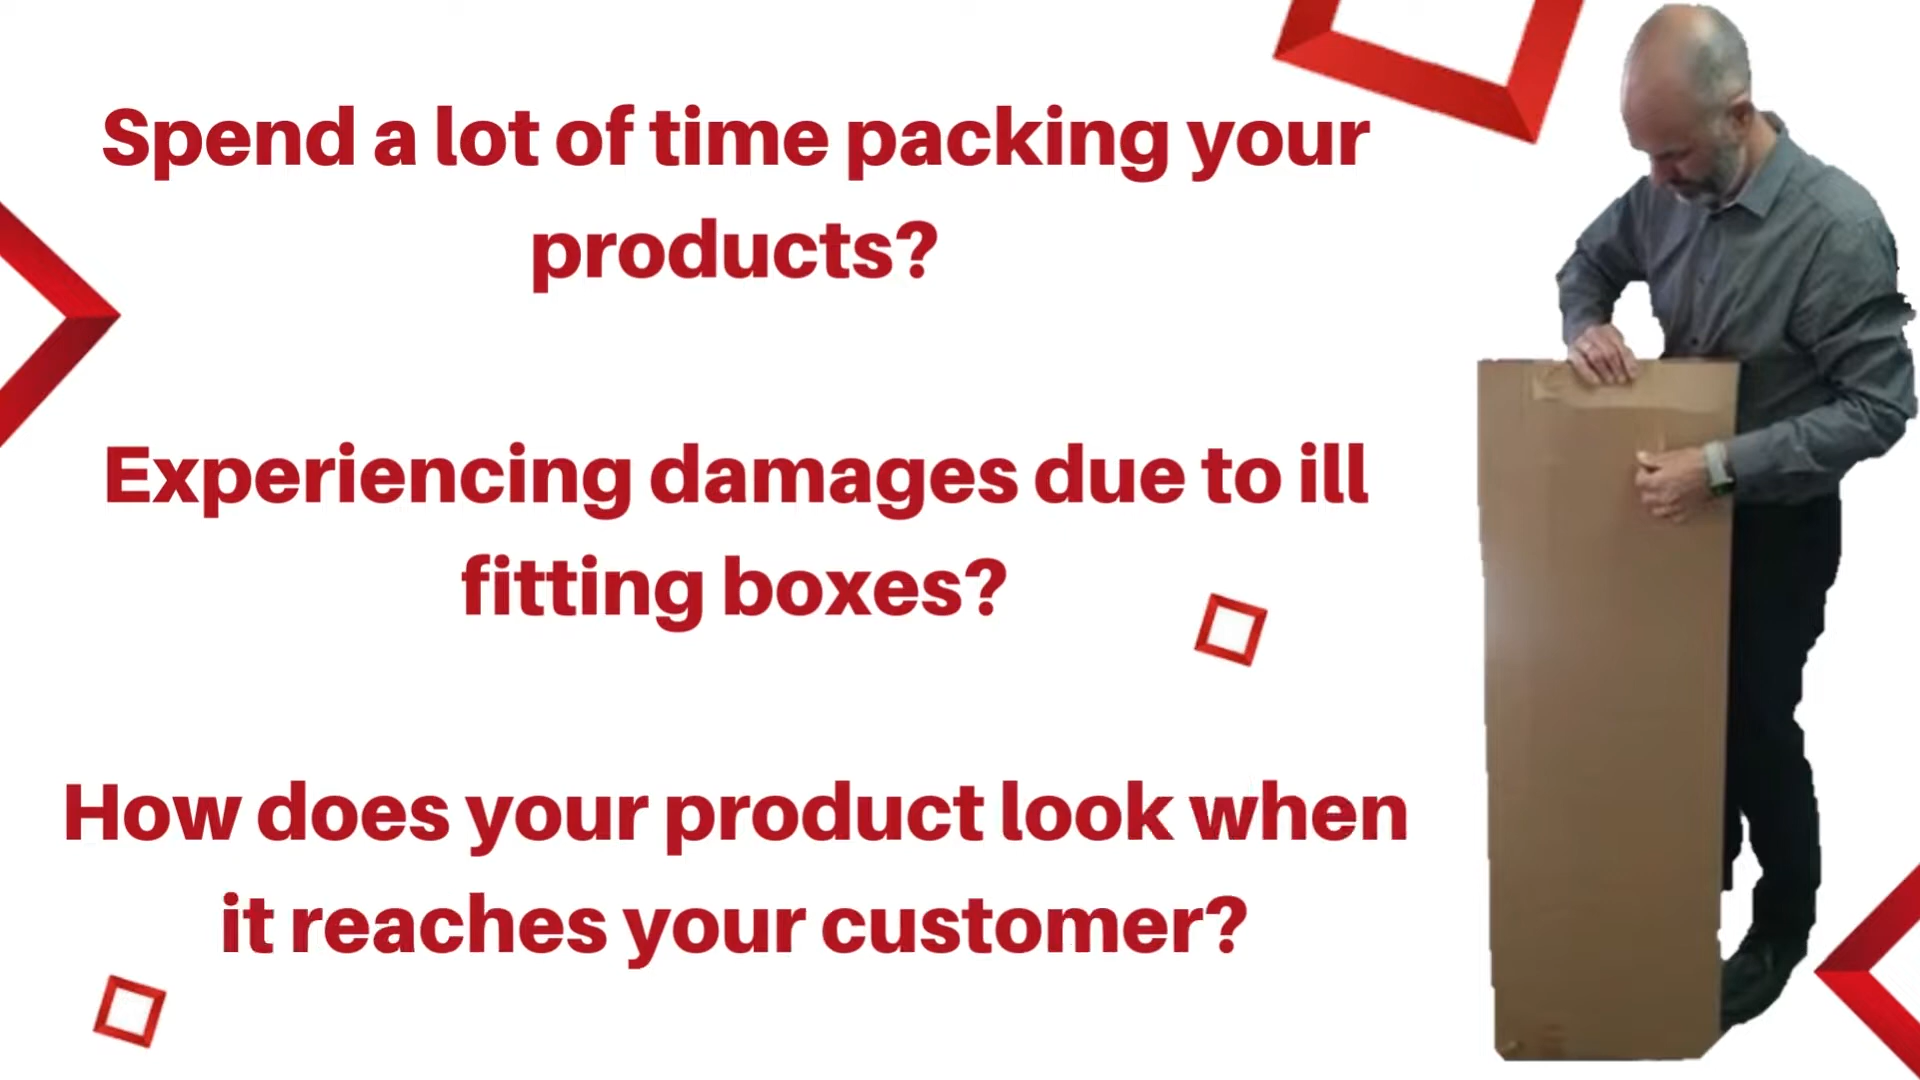 Spend a lot of time packing your
products?
Experiencing damages due to ill
fitting boxes?
How does your product look when
it reaches your customer?